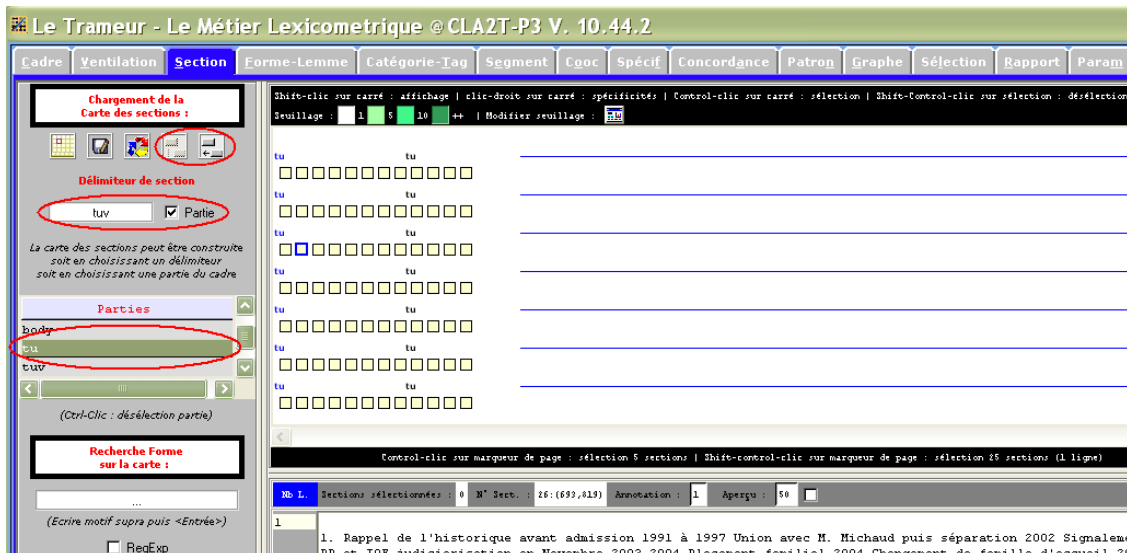 Le Trameur - Le Métier Lexicometrique @ CLA2T-P3 V. 10.44.2
Cadre Ventilation Section Forme-Lemme Catégorie-Tag Segment Cooc Spécif Concordance Patron Graphe Sélection Rapport Param
Chargement de la
Carte des sections :
Délimiteur de section
tuv Partie
La carte des sections peut être construite
soit en choisissant un délimiteur
soit en choisissant une partie du cadre
Parties
body
tu
tuv
(Ctrl-Clic : désélection partie)
Recherche Forme
sur la carte :
...
(Ecrire motif supra puis <Entrée>)
RegExp
Shift-clic sur carré : affichage | clic-droit sur carré : spécificités | Control-clic sur carré : sélection | Shift-Control-clic sur sélection : désélection
Seuillage : 1 5 10 ++ | Modifier seuillage :
tu tu
tu tu
tu tu
tu tu
tu tu
tu tu
tu tu
Control-clic sur marqueur de page : sélection 5 sections | Shift-control-clic sur marqueur de page : sélection 25 sections (1 ligne)
Nb L. Sections sélectionnées : 0 N° Sect. : 26:(693,819) Annotation : 1 Aperçu : 50
1
1. Rappel de l'historique avant admission 1991 à 1997 Union avec M. Michaud puis séparation 2002 Signaleme